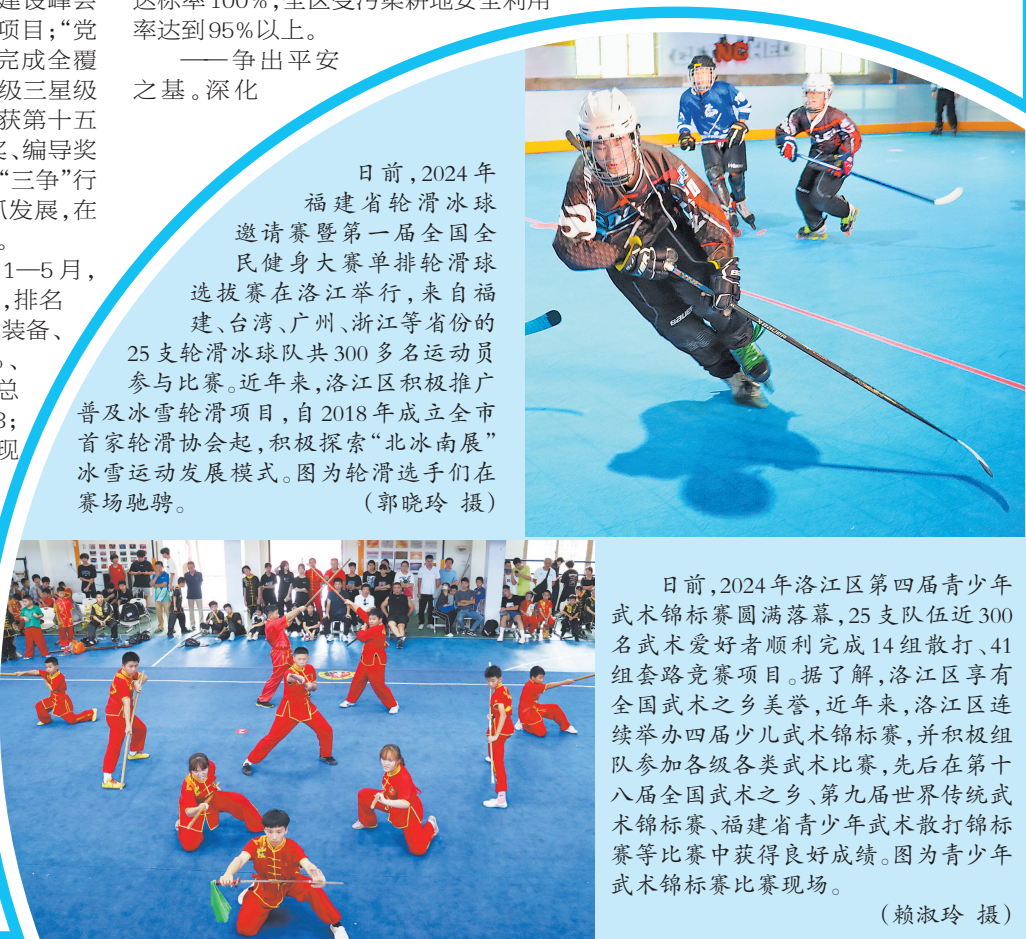 建设峰会
项目；“党
完成全覆
级三星级
获第十五
奖、编导奖
“三争”行
抓发展，在
。
1—5月，
，排名
装备、
、
总
3；
现
达标率100%，全区受污染耕地安全利用
率达到95%以上。
——争出平安
之基。深化
日前，2024年
福建省轮滑冰球
邀请赛暨第一届全国全
民健身大赛单排轮滑球
选拔赛在洛江举行，来自福
建、台湾、广州、浙江等省份的
25支轮滑冰球队共300多名运动员
参与比赛。近年来，洛江区积极推广
普及冰雪轮滑项目，自2018年成立全市
首家轮滑协会起，积极探索“北冰南展”
冰雪运动发展模式。图为轮滑选手们在
赛场驰骋。（郭晓玲 摄）
日前，2024年洛江区第四届青少年
武术锦标赛圆满落幕，25支队伍近300
名武术爱好者顺利完成14组散打、41
组套路竞赛项目。据了解，洛江区享有
全国武术之乡美誉，近年来，洛江区连
续举办四届少儿武术锦标赛，并积极组
队参加各级各类武术比赛，先后在第十
八届全国武术之乡、第九届世界传统武
术锦标赛、福建省青少年武术散打锦标
赛等比赛中获得良好成绩。图为青少年
武术锦标赛比赛现场。
（赖淑玲 摄）